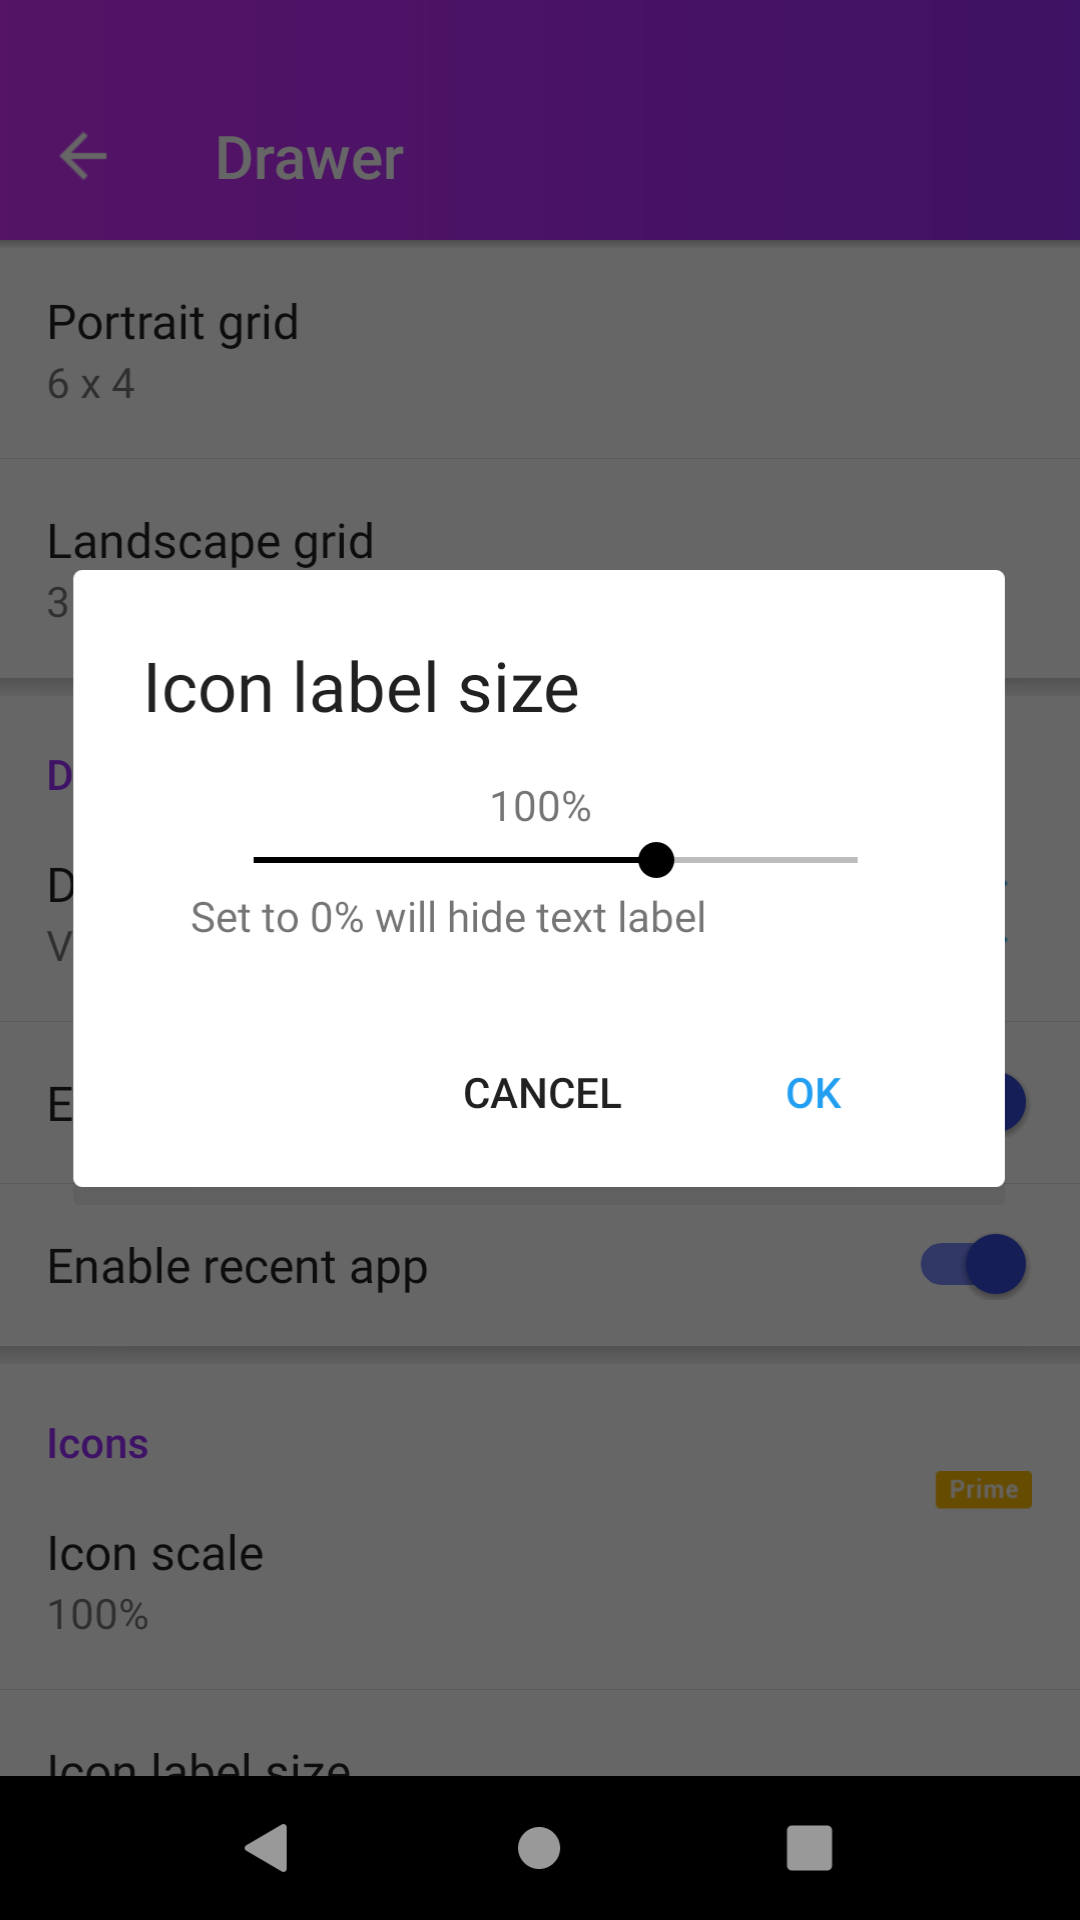 Drawer
Portrait grid
6 x 4
Landscape grid
3
Icon label size
100%
Set to 0% will hide text label
CANCEL
OK
D
D
V
E
Enable recent app
Icons
Prime
Icon scale
100%
Icon label size